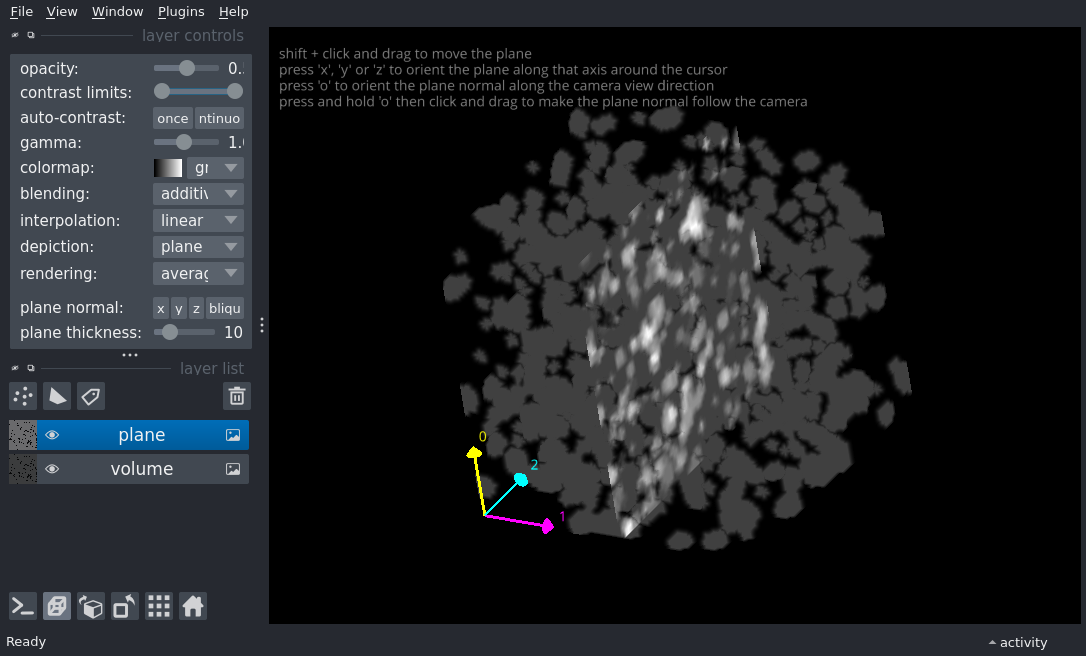 File View Window Plugins Help
layer controls
opacity: 0.
contrast limits:
auto-contrast: once ntinuo
gamma: 1.
colormap: gr
blending: additiv
interpolation: linear
depiction: plane
rendering: averag
plane normal: x y z bliqu
plane thickness: 10
layer list
plane
volume
shift + click and drag to move the plane
press 'x', 'y' or 'z' to orient the plane along that axis around the cursor
press 'o' to orient the plane normal along the camera view direction
press and hold 'o' then click and drag to make the plane normal follow the camera
0
2
1
Ready
activity